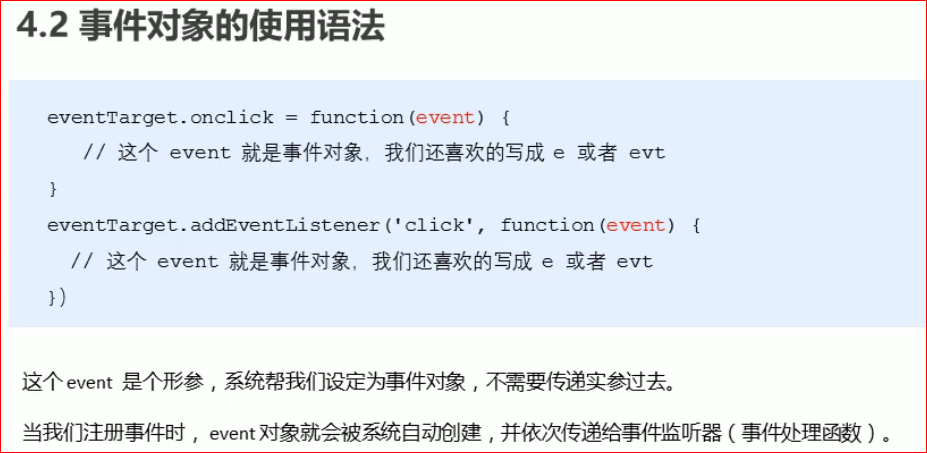 4.2 事件对象的使用语法
eventTarget.onclick = function(event) {
// 这个 event 就是事件对象，我们还喜欢的写成 e 或者 evt
}
eventTarget.addEventListener('click', function(event) {
// 这个 event 就是事件对象，我们还喜欢的写成 e 或者 evt
})
这个 event 是个形参，系统帮我们设定为事件对象，不需要传递实参过去。
当我们注册事件时， event 对象就会被系统自动创建，并依次传递给事件监听器（事件处理函数）。